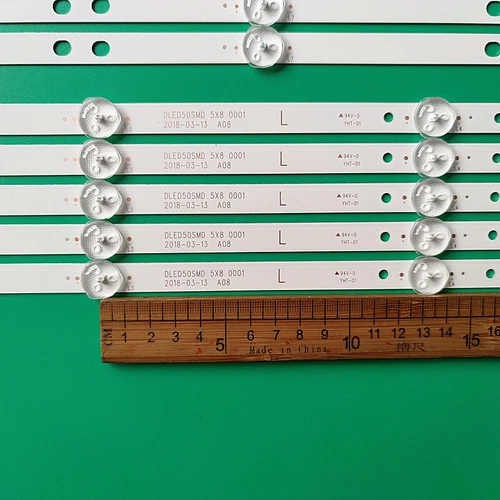 DLED50SMD 5X8 0001 L 94V-0
2018-03-13 A08 YHT-01
DLED50SMD 5X8 0001 L 94V-0
2018-03-13 A08 YHT-01
DLED50SMD 5X8 0001 L 94V-0
2018-03-13 A08 YHT-01
DLED50SMD 5X8 0001 L 94V-0
2018-03-13 A08 YHT-01
DLED50SMD 5X8 0001 L 94V-0
2018-03-13 A08 YHT-01
CM 1 2 3 4 5 6 7 8 9 10 11 12 13 14 15 16
Made in china